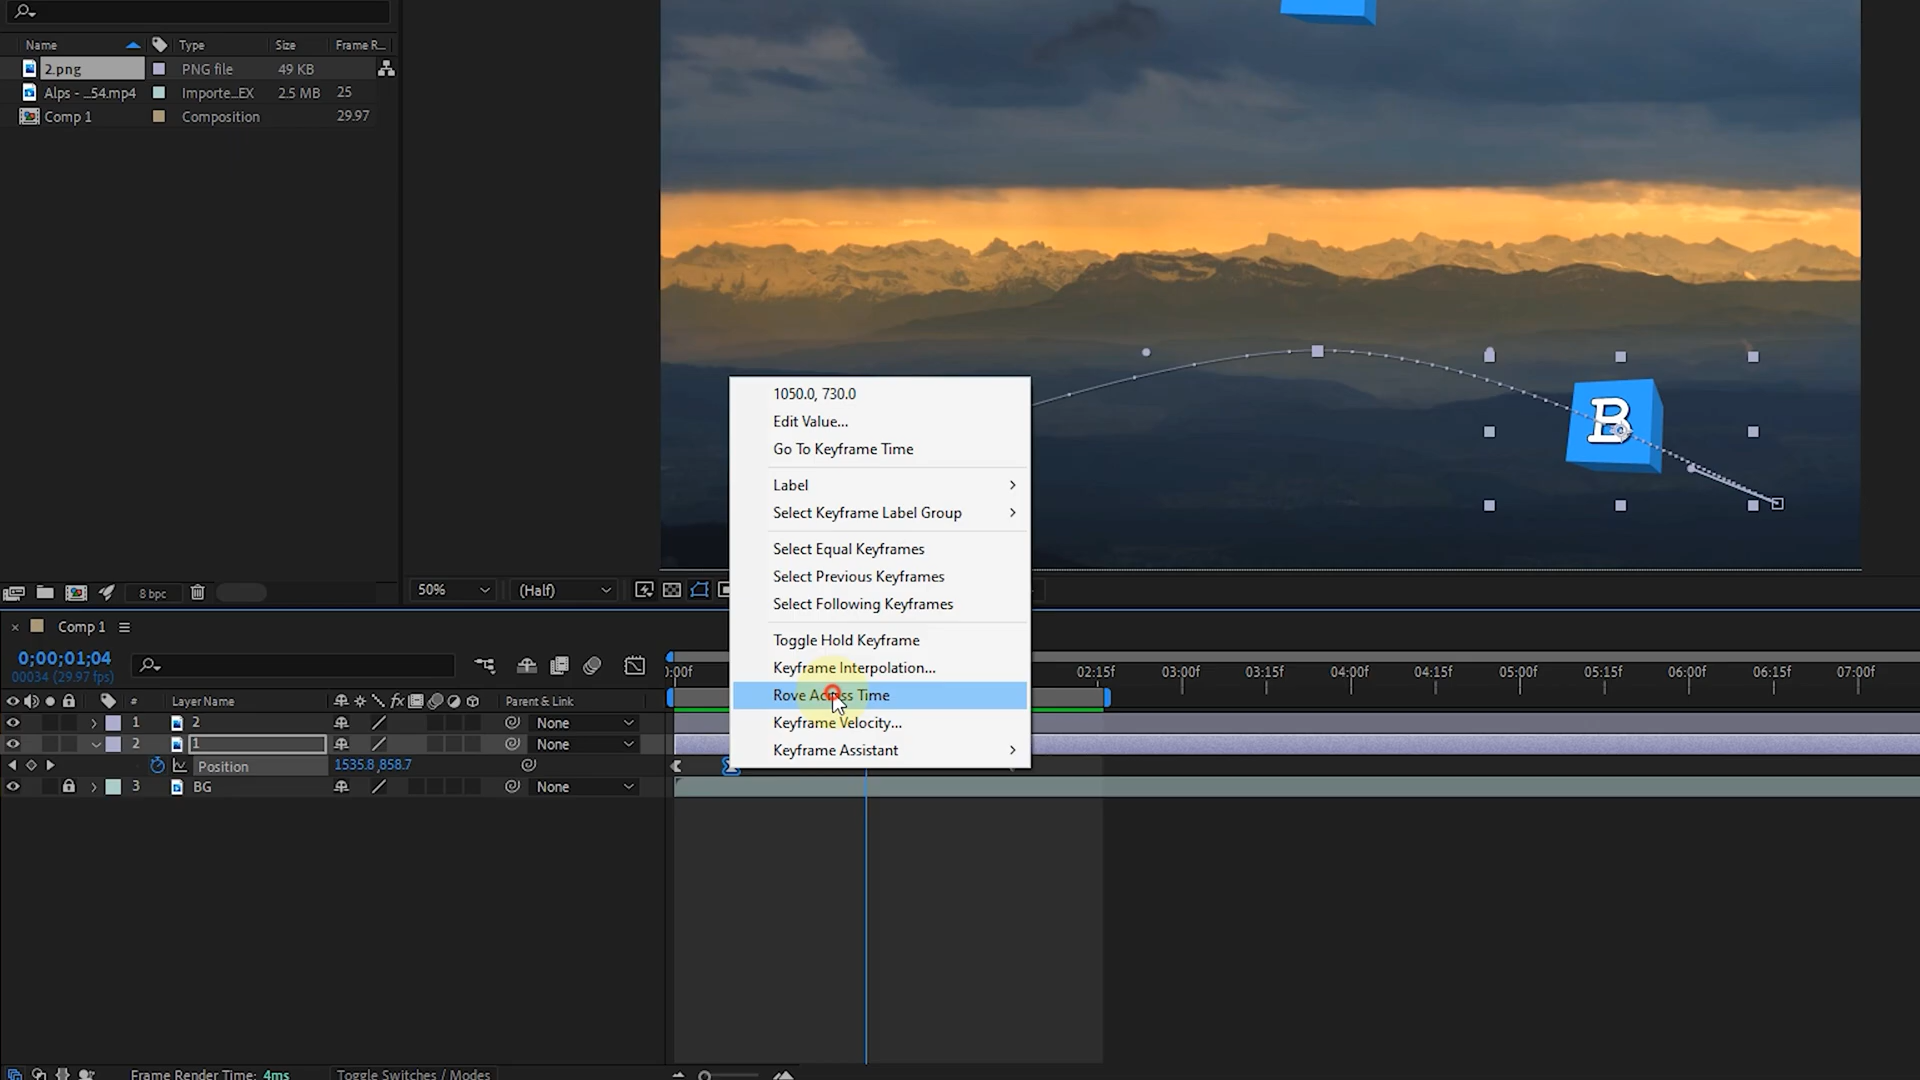 Name Type Size Frame R...
2.png PNG file 49 KB
Alps - ...54.mp4 Importe...EX 2.5 MB 25
Comp 1 Composition 29.97
B
1050.0, 730.0
Edit Value...
Go To Keyframe Time
Label
Select Keyframe Label Group
Select Equal Keyframes
Select Previous Keyframes
Select Following Keyframes
Toggle Hold Keyframe
Keyframe Interpolation...
Rove Across Time
Keyframe Velocity...
Keyframe Assistant
8 bpc 50% (Half)
Comp 1
0;00;01;04
00034 (29.97 fps)
):00f 02:15f 03:00f 03:15f 04:00f 04:15f 05:00f 05:15f 06:00f 06:15f 07:00f
# Layer Name fx Parent & Link
1 2 None
2 1 None
Position 1535.8,858.7
3 BG None
Frame Render Time: 4ms Toggle Switches / Modes